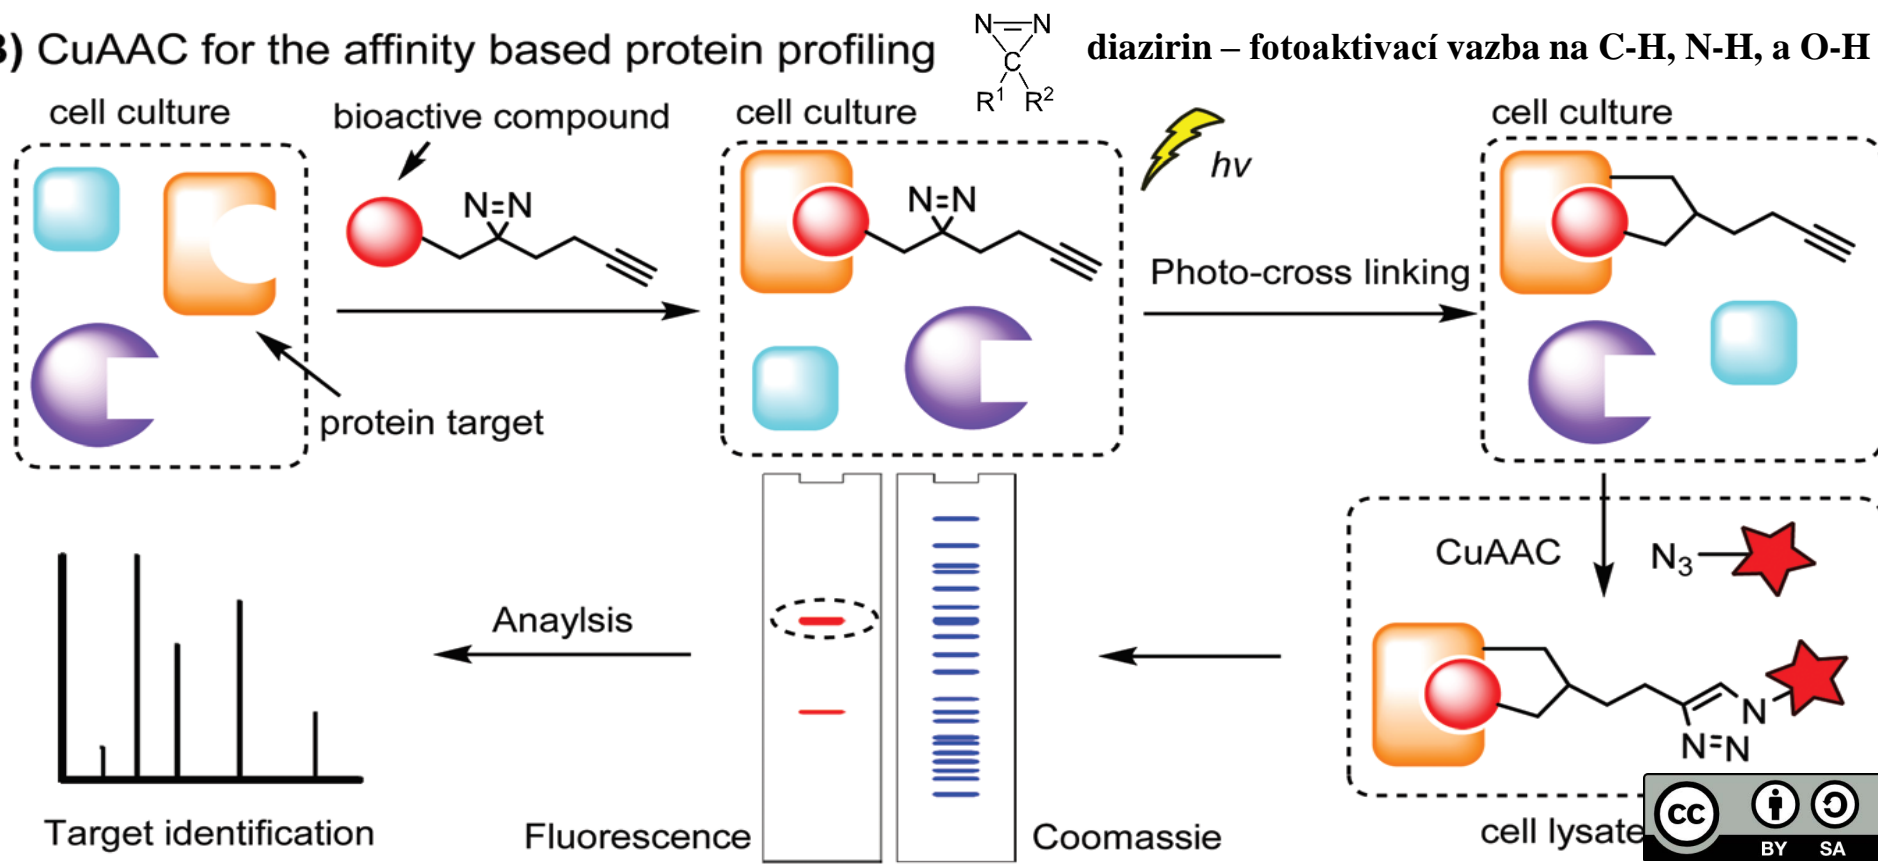 B) CuAAC for the affinity based protein profiling
N=N
C
R¹ R²
diazirin – fotoaktivací vazba na C-H, N-H, a O-H
cell culture
bioactive compound
cell culture
cell culture
N=N
N=N
hv
Photo-cross linking
protein target
CuAAC
N₃
Anaylsis
N
N=N
Target identification
Fluorescence
Coomassie
cell lysate
CC
BY SA